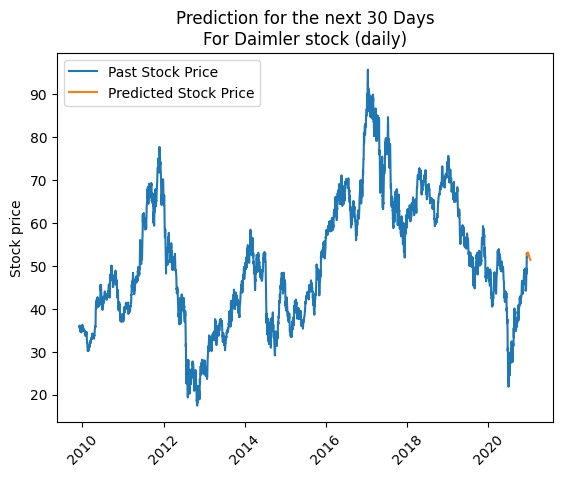 Prediction for the next 30 Days
For Daimler stock (daily)
Past Stock Price
Predicted Stock Price
Stock price
90
80
70
60
50
40
30
20
2010
2012
2014
2016
2018
2020